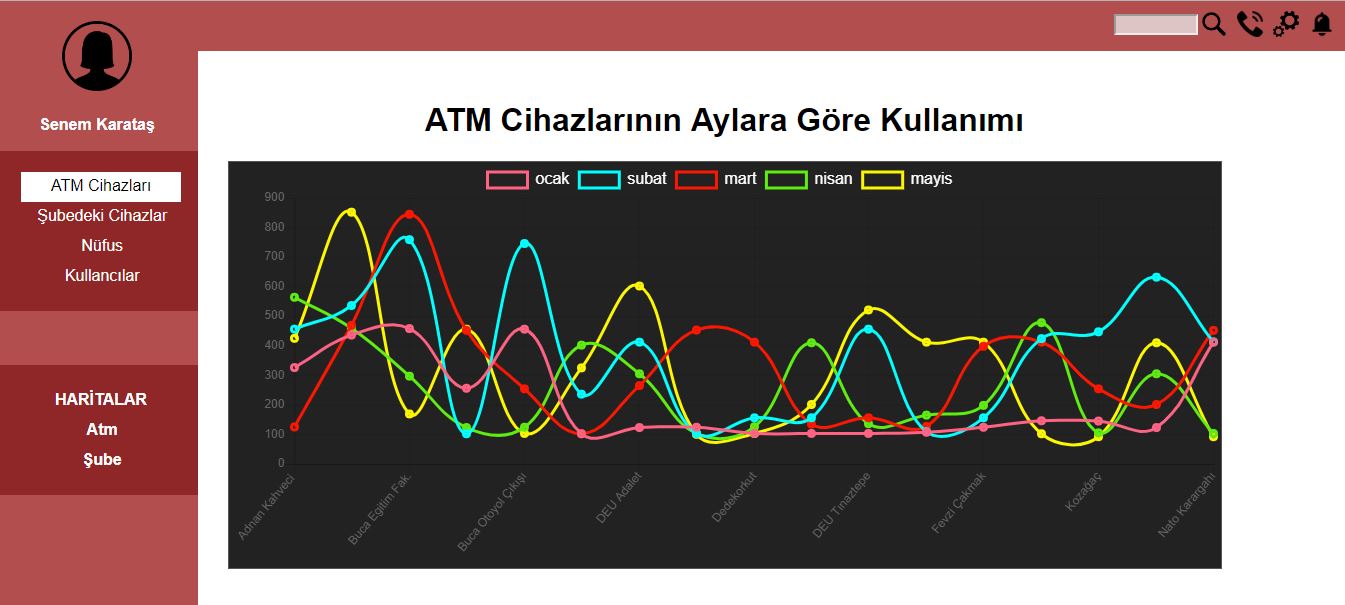 Senem Karataş
ATM Cihazları
Şubedeki Cihazlar
Nüfus
Kullancılar
HARİTALAR
Atm
Şube
ATM Cihazlarının Aylara Göre Kullanımı
ocak subat mart nisan mayis
900
800
700
600
500
400
300
200
100
0
Adnan Kahveci
Buca Egitim Fak.
Buca Otoyol Çıkışı
DEU Adalet
Dedekorkut
DEU Tınaztepe
Fevzi Çakmak
Kozağaç
Nato Karargahı